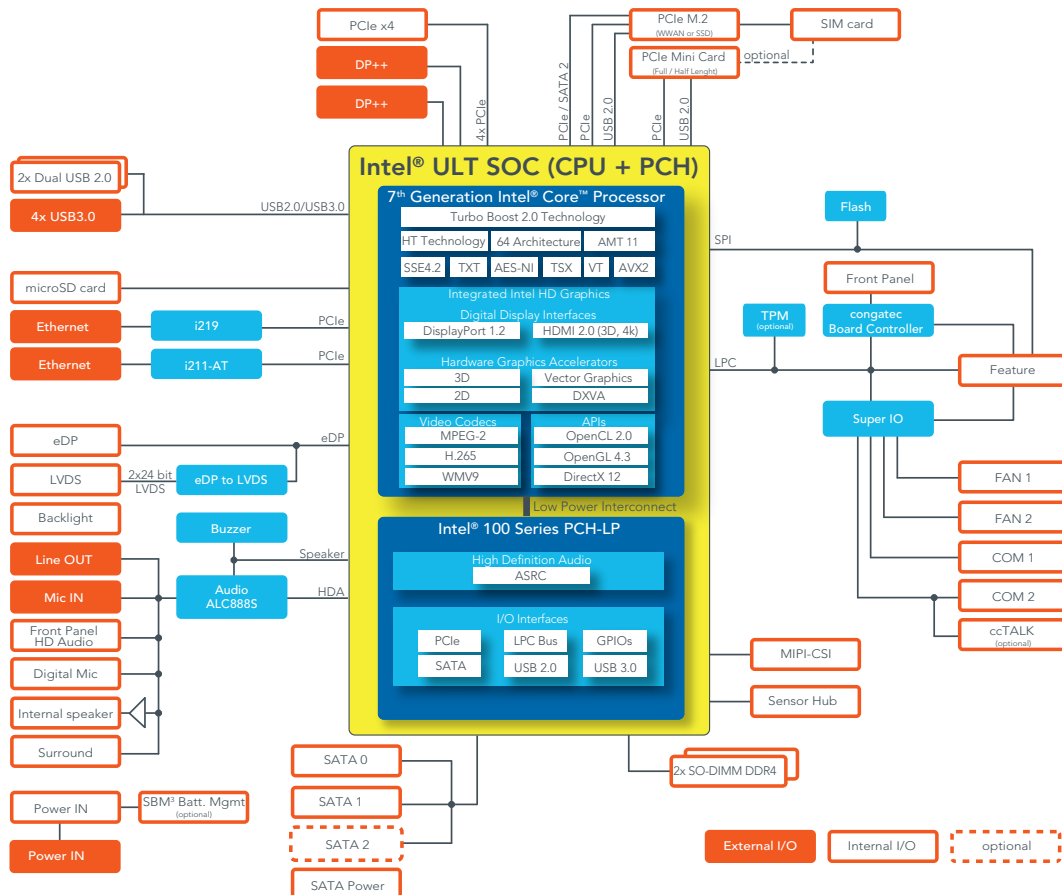 PCIe x4
DP++
DP++
4x PCIe
PCIe / SATA 2
PCIe
USB 2.0
PCIe
USB 2.0
PCIe M.2
(WWAN or SSD)
SIM card
PCIe Mini Card
(Full / Half Lenght)
optional
Intel® ULT SOC (CPU + PCH)
7th Generation Intel® Core™ Processor
Turbo Boost 2.0 Technology
HT Technology
64 Architecture
AMT 11
SSE4.2
TXT
AES-NI
TSX
VT
AVX2
Integrated Intel HD Graphics
Digital Display Interfaces
DisplayPort 1.2
HDMI 2.0 (3D, 4k)
Hardware Graphics Accelerators
3D
Vector Graphics
2D
DXVA
Video Codecs
MPEG-2
H.265
WMV9
APIs
OpenCL 2.0
OpenGL 4.3
DirectX 12
Low Power Interconnect
Intel® 100 Series PCH-LP
High Definition Audio
ASRC
I/O Interfaces
PCIe
LPC Bus
GPIOs
SATA
USB 2.0
USB 3.0
2x Dual USB 2.0
4x USB3.0
USB2.0/USB3.0
microSD card
Ethernet
i219
PCIe
Ethernet
i211-AT
PCIe
eDP
eDP
LVDS
2x24 bit
LVDS
eDP to LVDS
Backlight
Buzzer
Speaker
Line OUT
Mic IN
Audio
ALC888S
HDA
Front Panel
HD Audio
Digital Mic
Internal speaker
Surround
Power IN
SBM³ Batt. Mgmt
(optional)
Power IN
SATA 0
SATA 1
SATA 2
SATA Power
2x SO-DIMM DDR4
Flash
SPI
Front Panel
TPM
(optional)
congatec
Board Controller
LPC
Feature
Super IO
FAN 1
FAN 2
COM 1
COM 2
ccTALK
(optional)
MIPI-CSI
Sensor Hub
External I/O
Internal I/O
optional